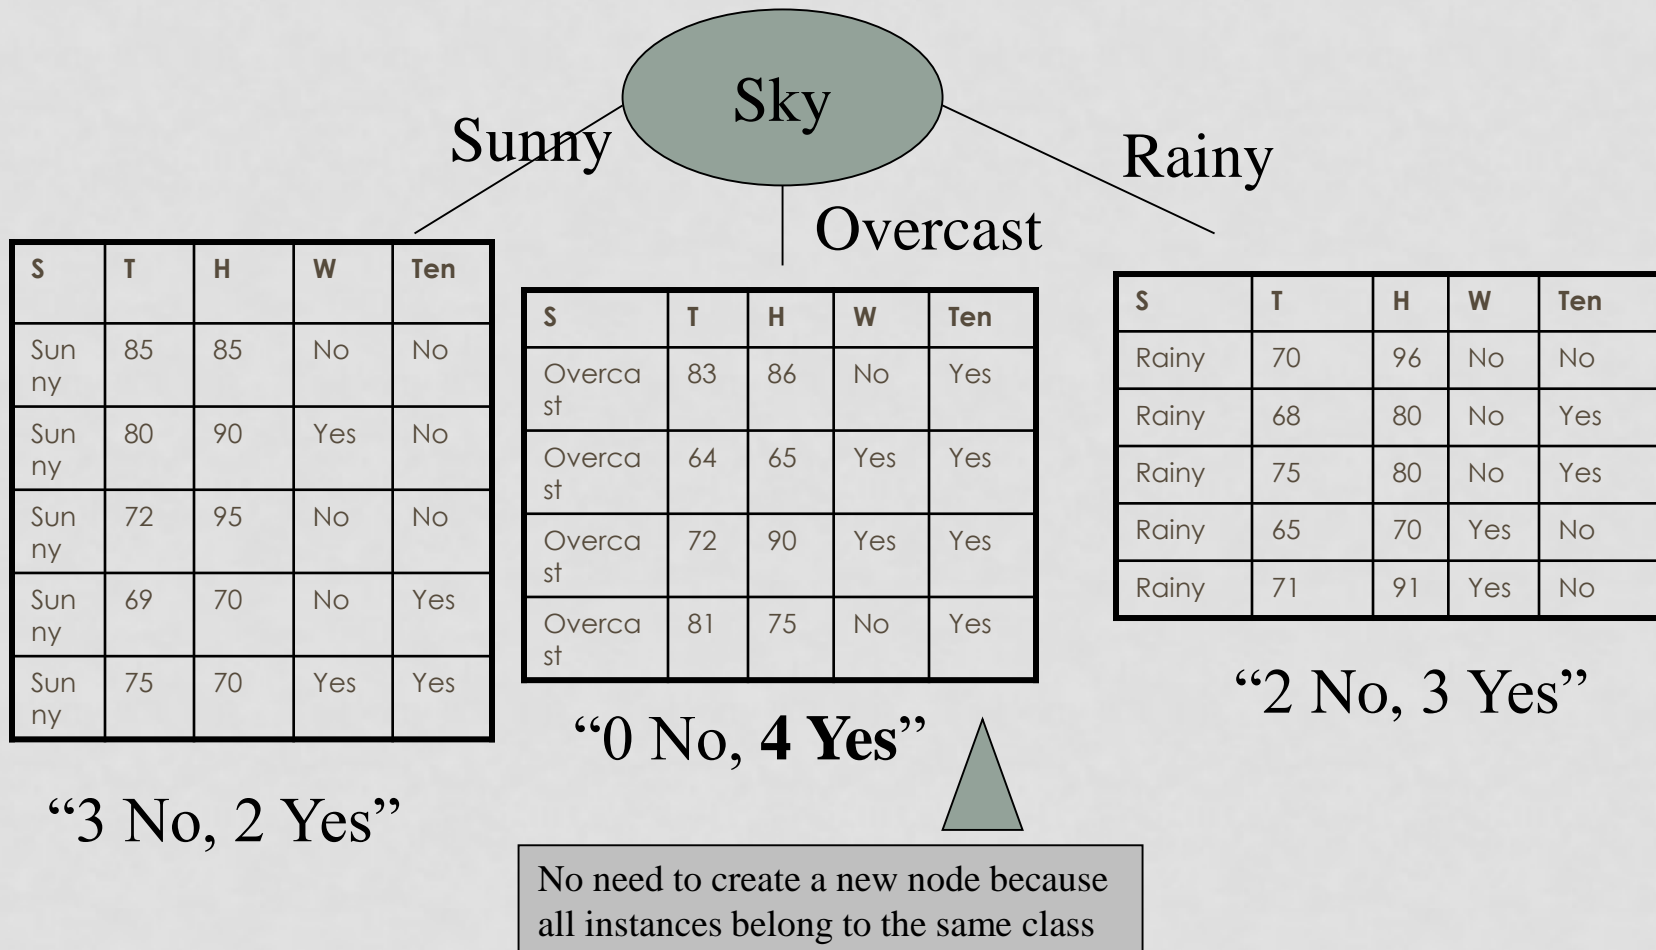 Sky
Sunny
Overcast
Rainy
S T H W Ten
Sun
ny 85 85 No No
Sun
ny 80 90 Yes No
Sun
ny 72 95 No No
Sun
ny 69 70 No Yes
Sun
ny 75 70 Yes Yes
“3 No, 2 Yes”
S T H W Ten
Overca
st 83 86 No Yes
Overca
st 64 65 Yes Yes
Overca
st 72 90 Yes Yes
Overca
st 81 75 No Yes
“0 No, 4 Yes”
No need to create a new node because
all instances belong to the same class
S T H W Ten
Rainy 70 96 No No
Rainy 68 80 No Yes
Rainy 75 80 No Yes
Rainy 65 70 Yes No
Rainy 71 91 Yes No
“2 No, 3 Yes”